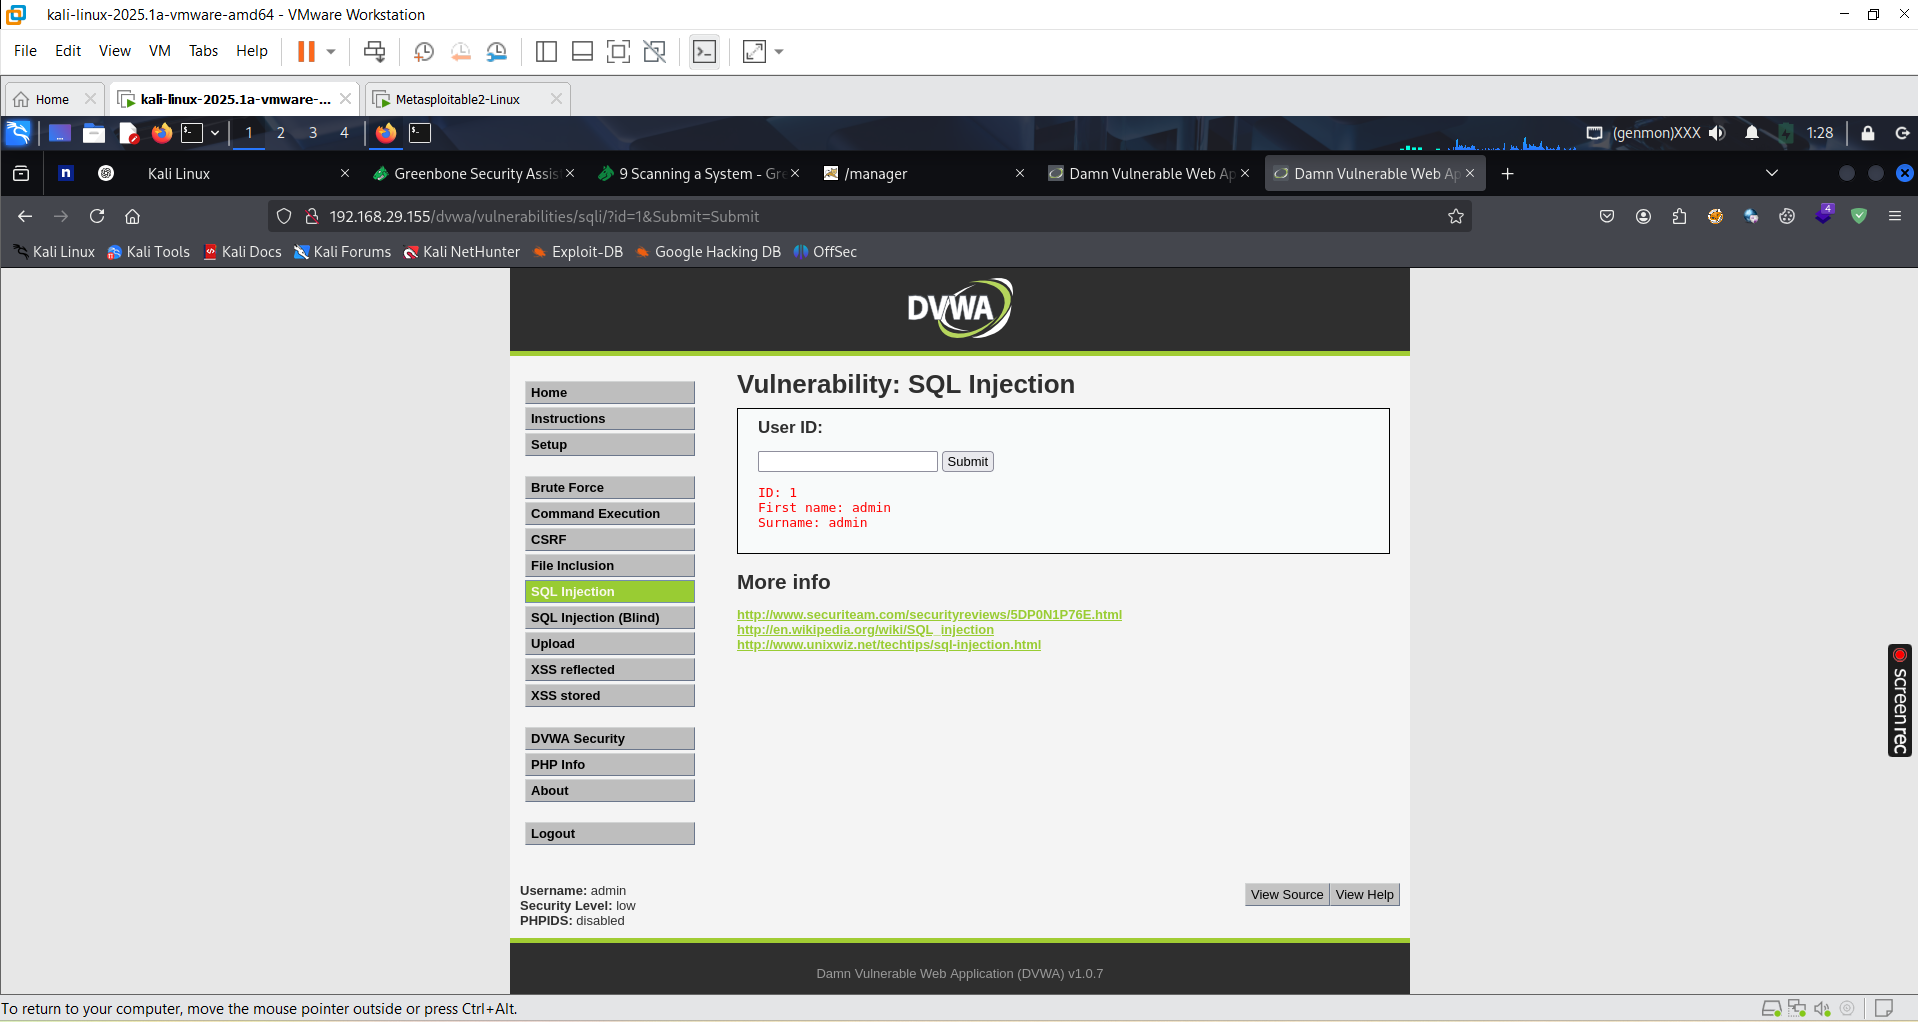 kali-linux-2025.1a-vmware-amd64 - VMware Workstation
File Edit View VM Tabs Help
Home kali-linux-2025.1a-vmware-... Metasploitable2-Linux
1 2 3 4 (genmon)XXX 1:28
Kali Linux Greenbone Security Assist 9 Scanning a System - Gre /manager Damn Vulnerable Web Ap Damn Vulnerable Web Ap
192.168.29.155/dvwa/vulnerabilities/sqli/?id=1&Submit=Submit 4
Kali Linux Kali Tools Kali Docs Kali Forums Kali NetHunter Exploit-DB Google Hacking DB OffSec
DVWA
Home
Instructions
Setup
Brute Force
Command Execution
CSRF
File Inclusion
SQL Injection
SQL Injection (Blind)
Upload
XSS reflected
XSS stored
DVWA Security
PHP Info
About
Logout
Vulnerability: SQL Injection
User ID:
Submit
ID: 1
First name: admin
Surname: admin
More info
http://www.securiteam.com/securityreviews/5DP0N1P76E.html
http://en.wikipedia.org/wiki/SQL_injection
http://www.unixwiz.net/techtips/sql-injection.html
Username: admin
Security Level: low
PHPIDS: disabled
View Source View Help
Damn Vulnerable Web Application (DVWA) v1.0.7
screenrec
To return to your computer, move the mouse pointer outside or press Ctrl+Alt.